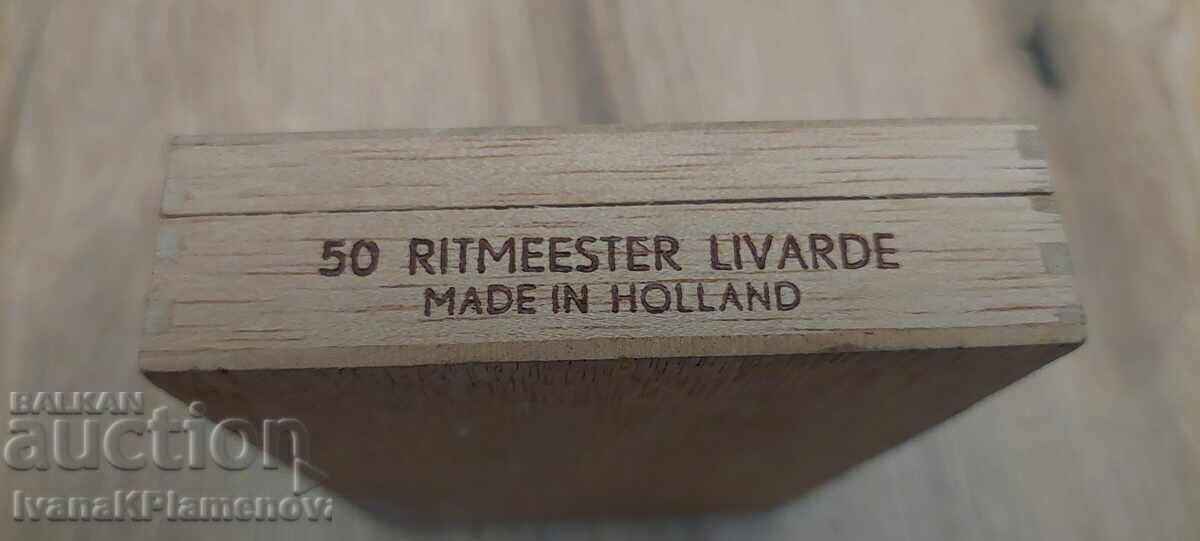 50 RITMEESTER LIVARDE
MADE IN HOLLAND
BALKAN
auction
IvanaKPlamenova